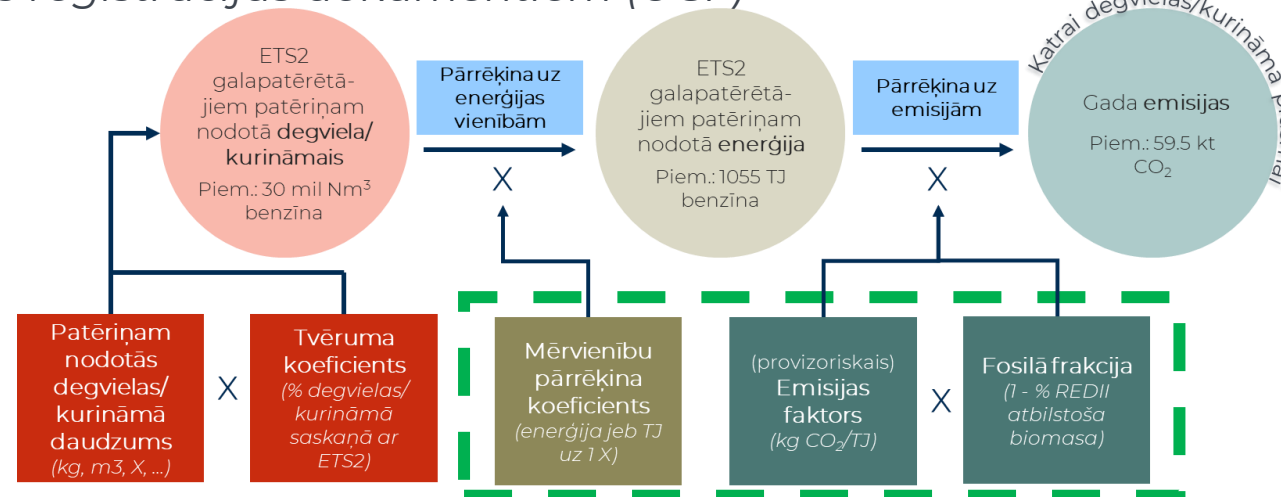 Katrai degvielas/kurināma
ETS2
galapatērētā-
jiem patēriņam
nodotā degviela/
kurināmais
Piem.: 30 mil Nm³
benzīna
Pārrēķina uz
enerģijas
vienībām
X
ETS2
galapatērētā-
jiem patēriņam
nodotā enerģija
Piem.: 1055 TJ
benzīna
Pārrēķina uz
emisijām
X
Gada emisijas
Piem.: 59.5 kt
CO₂
Patēriņam
nodotās
degvielas/
kurināmā
daudzums
(kg, m3, X, ...)
X
Tvēruma
koeficients
(% degvielas/
kurināmā
saskaņā ar
ETS2)
Mērvienību
pārrēķina
koeficients
(enerģija jeb TJ
uz 1 X)
(provizoriskais)
Emisijas
faktors
(kg CO₂/TJ)
X
Fosilā frakcija
(1 - % REDII
atbilstoša
biomasa)